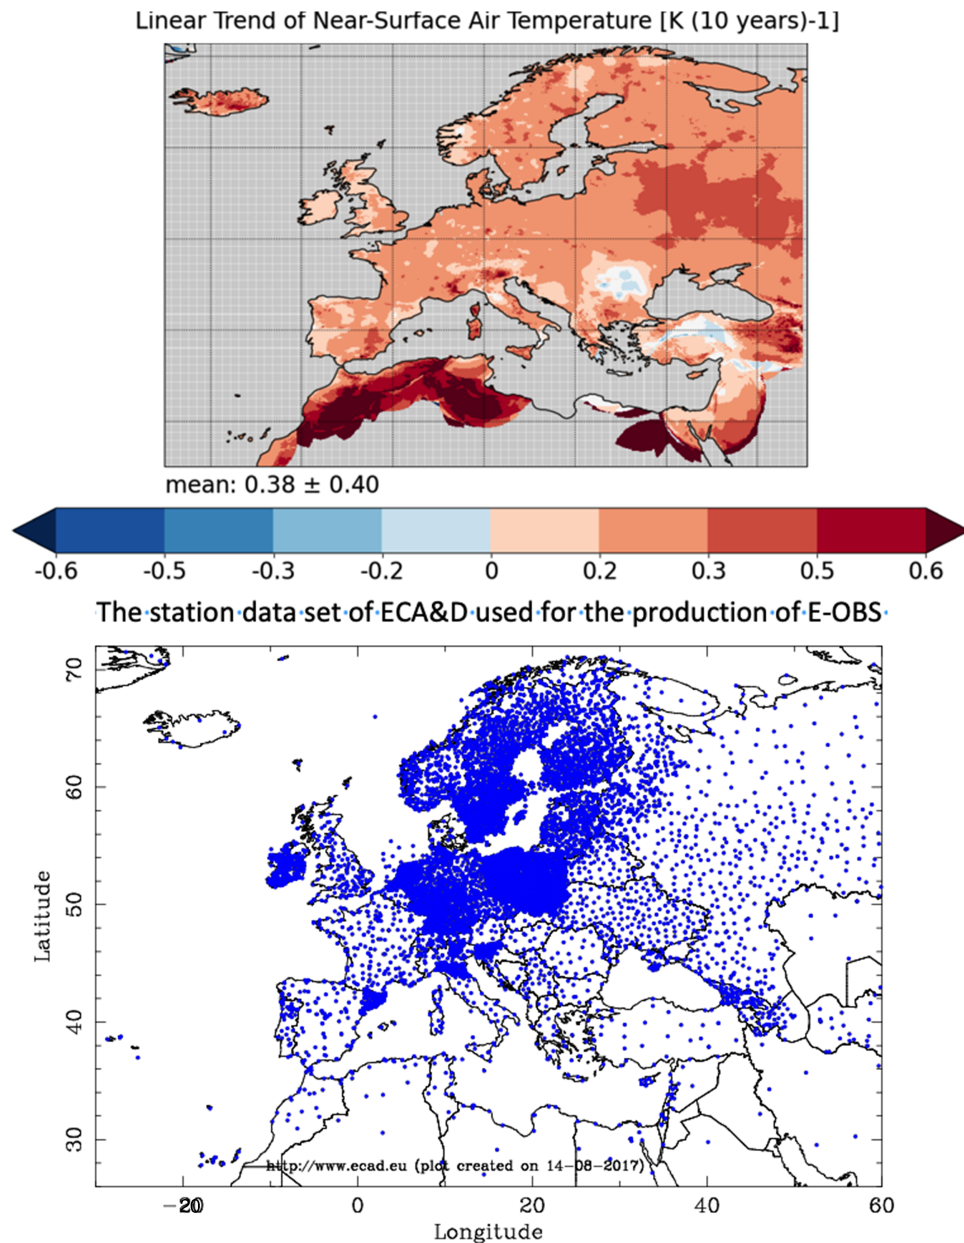 Linear Trend of Near-Surface Air Temperature [K (10 years)-1]
mean: 0.38 ± 0.40
-0.6 -0.5 -0.3 -0.2 0 0.2 0.3 0.5 0.6
The·station·data·set·of·ECA&D·used·for·the·production·of·E-OBS·
70
60
50
40
30
Latitude
http://www.ecad.eu (plot created on 14-08-2017)
-20 0 20 40 60
Longitude